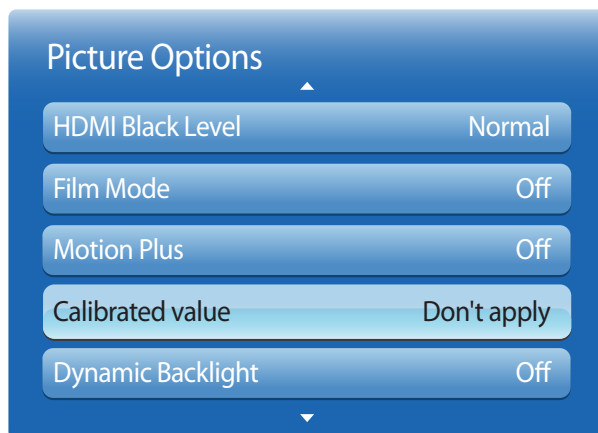 Picture Options
HDMI Black Level Normal
Film Mode Off
Motion Plus Off
Calibrated value Don't apply
Dynamic Backlight Off